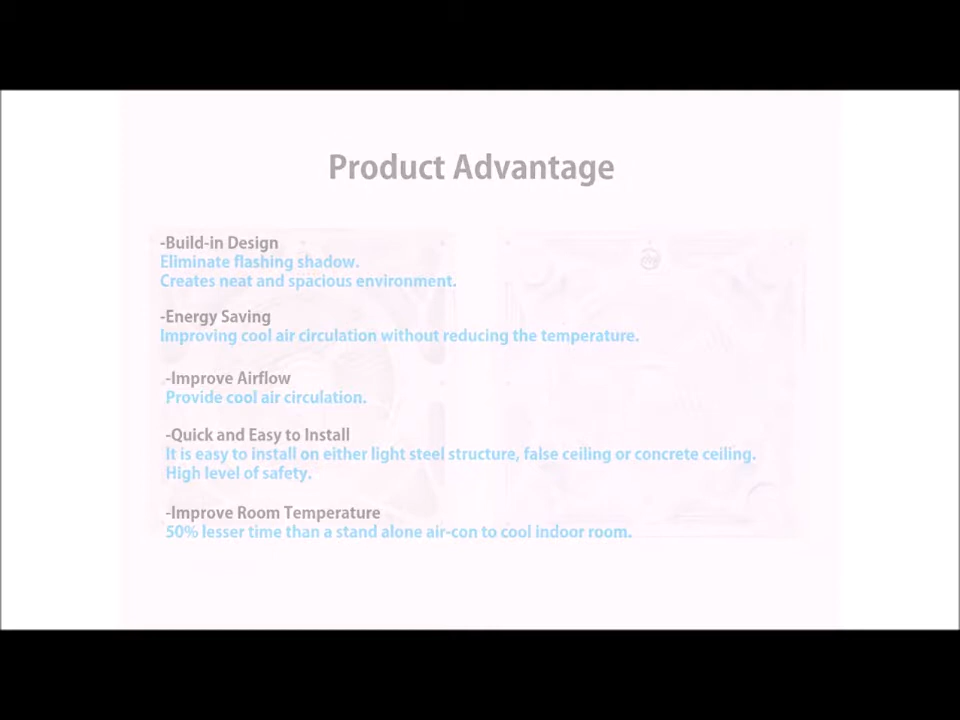 Product Advantage
-Build-in Design
Eliminate flashing shadow.
Creates neat and spacious environment.
-Energy Saving
Improving cool air circulation without reducing the temperature.
-Improve Airflow
Provide cool air circulation.
-Quick and Easy to Install
It is easy to install on either light steel structure, false ceiling or concrete ceiling.
High level of safety.
-Improve Room Temperature
50% lesser time than a stand alone air-con to cool indoor room.